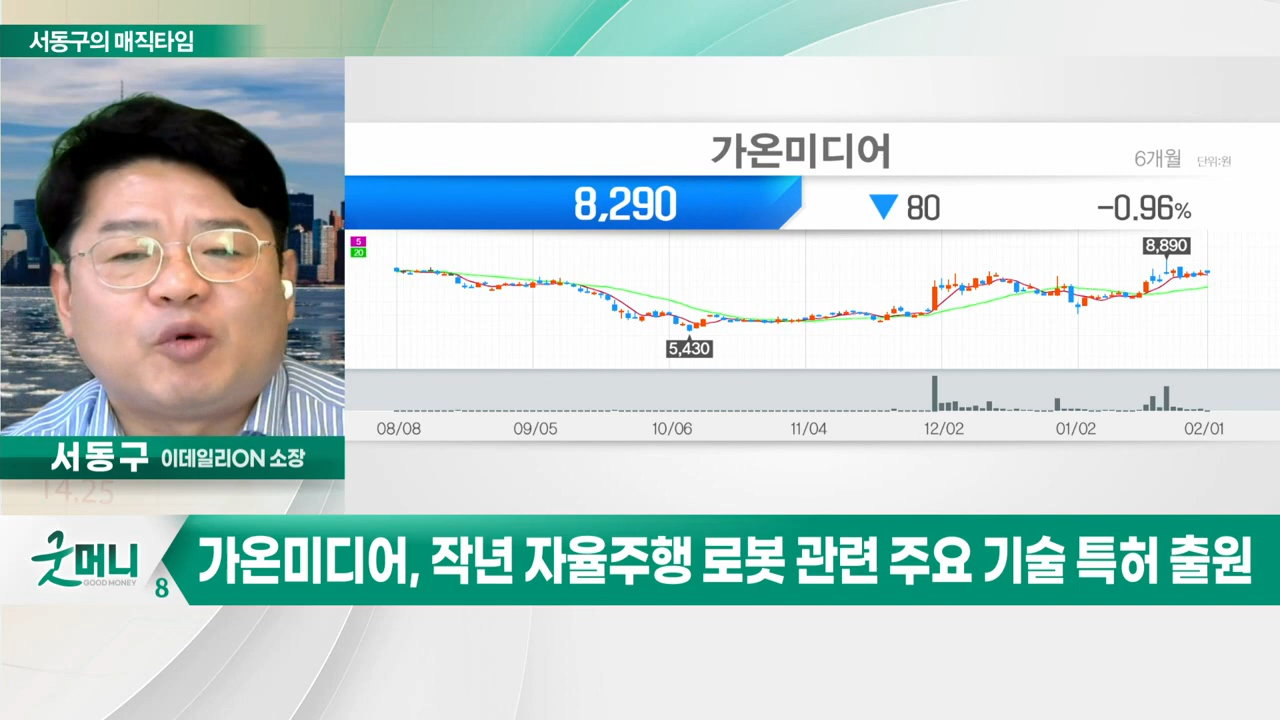 서동구의 매직타임
가온미디어
6개월 단위:원
8,290 ▼ 80 -0.96%
5
20
8,890
5,430
08/08 09/05 10/06 11/04 12/02 01/02 02/01
서동구 이데일리ON 소장
14.25
굿머니
GOOD MONEY
8
가온미디어, 작년 자율주행 로봇 관련 주요 기술 특허 출원